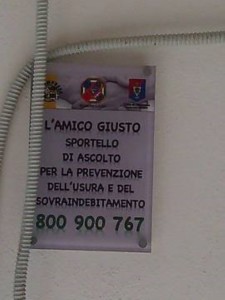 L'AMICO GIUSTO
SPORTELLO
DI ASCOLTO
PER LA PREVENZIONE
DELL'USURA E DEL
SOVRAINDEBITAMENTO
800 900 767